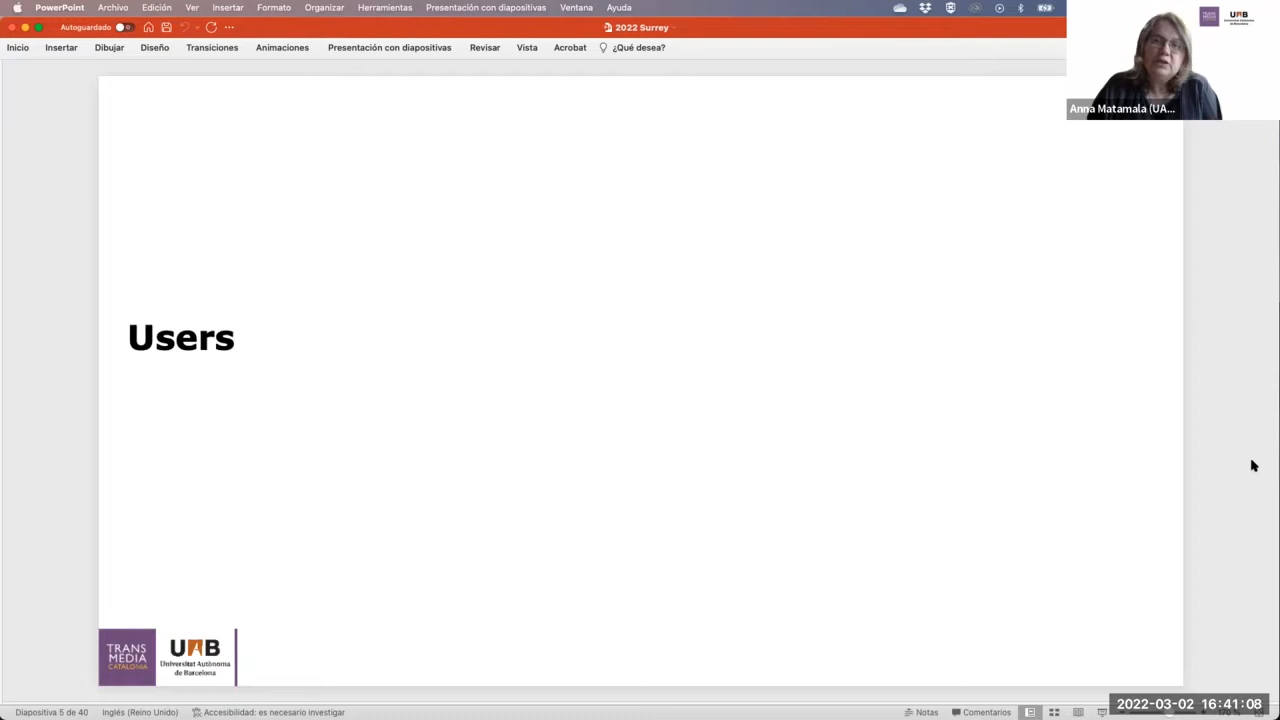 PowerPoint Archivo Edición Ver Insertar Formato Organizar Herramientas Presentación con diapositivas Ventana Ayuda
Autoguardado
2022 Surrey
Inicio Insertar Dibujar Diseño Transiciones Animaciones Presentación con diapositivas Revisar Vista Acrobat ¿Qué desea?
UAB
Anna Matamala (UA...
Users
TRANS
MEDIA
CATALONIA
UAB
Universitat Autònoma
de Barcelona
Diapositiva 5 de 40 Inglés (Reino Unido) Accesibilidad: es necesario investigar Notas Comentarios
2022-03-02 16:41:08